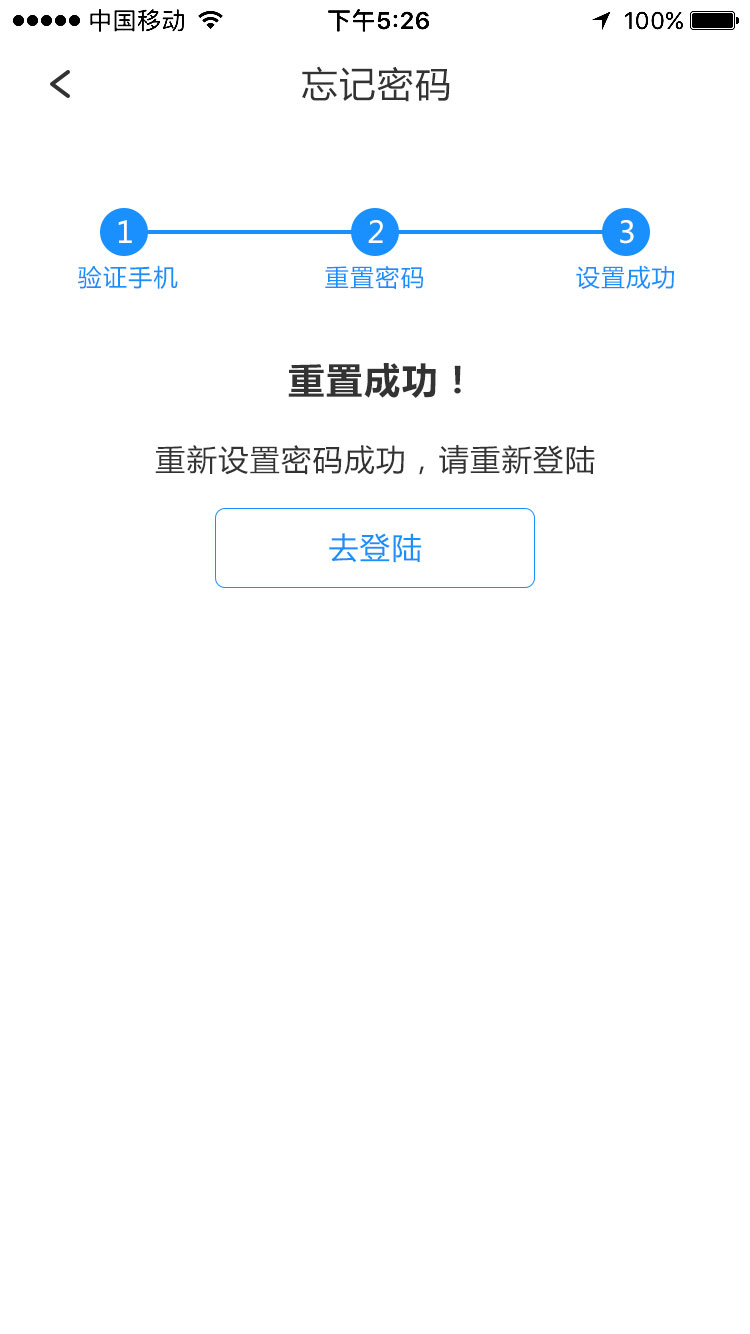 中国移动 下午5:26 100%
忘记密码
1 2 3
验证手机 重置密码 设置成功
重置成功！
重新设置密码成功，请重新登陆
去登陆